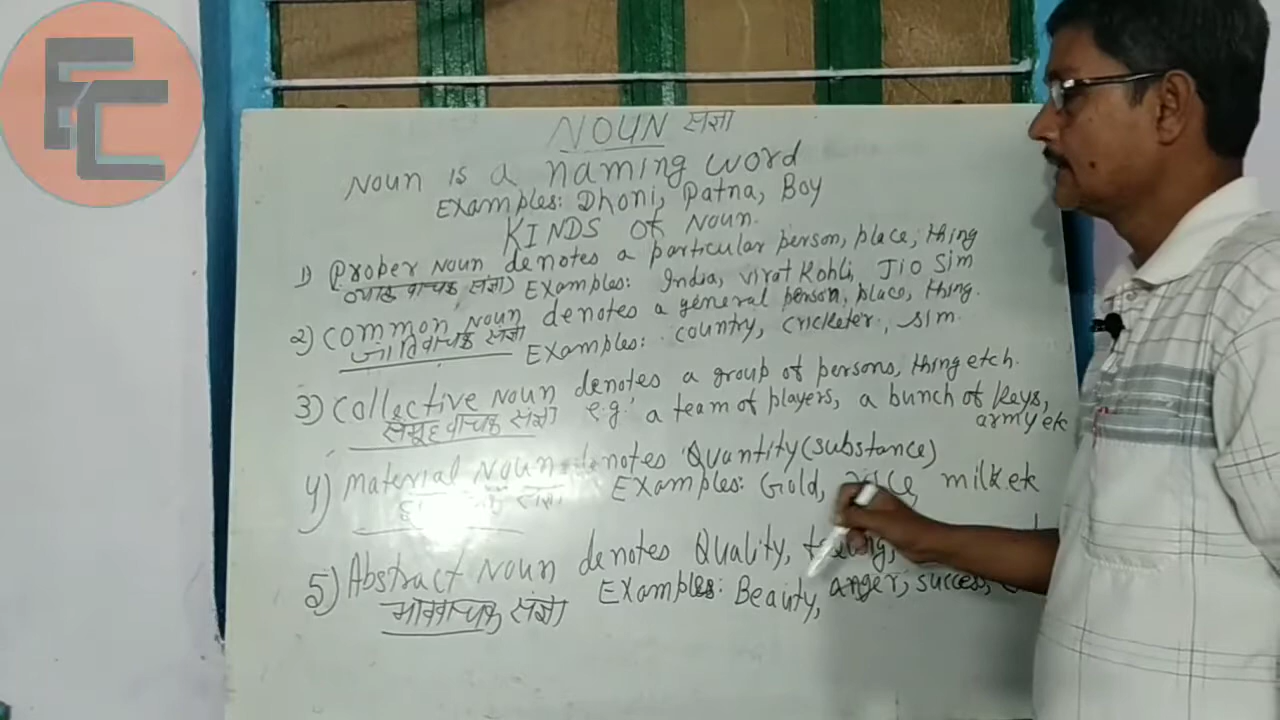 FC
NOUN संज्ञा
Noun is a naming word
Examples: Dhoni, Patna, Boy
KINDS of Noun.
1) Proper Noun denotes a particular person, place, thing
संज्ञा) Examples: India, Virat Kohli, Jio Sim
2) Common Noun denotes a general person, place, thing.
जातिवाचक संज्ञा Examples: country, cricketer, sim.
3) Collective Noun denotes a group of persons, thing etch.
समूहवाचक संज्ञा e.g. a team of players, a bunch of Keys,
army etc
4) Material Noun denotes Quantity (substance)
संज्ञा Examples: Gold, milk etc
5) Abstract Noun denotes Quality,
भाववाचक संज्ञा Examples: Beauty, anger, success,